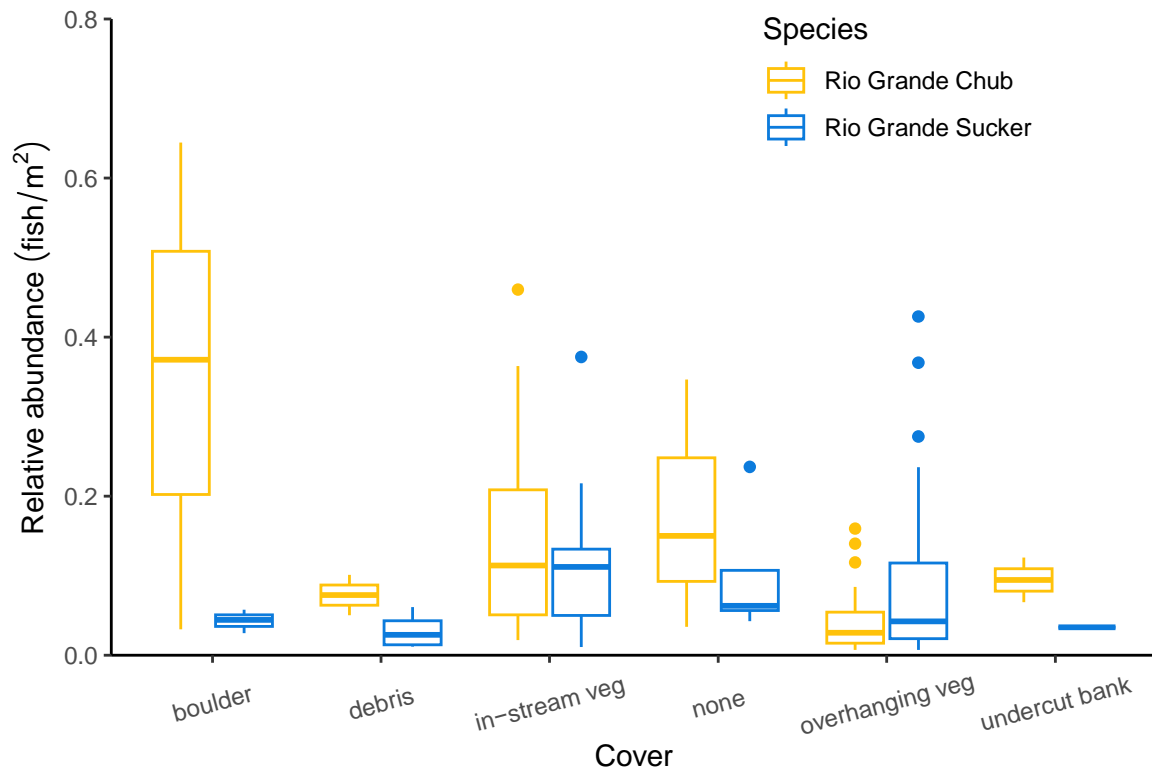 Species
Rio Grande Chub
Rio Grande Sucker
Relative abundance (fish/m²)
0.8
0.6
0.4
0.2
0.0
boulder
debris
in−stream veg
none
overhanging veg
undercut bank
Cover